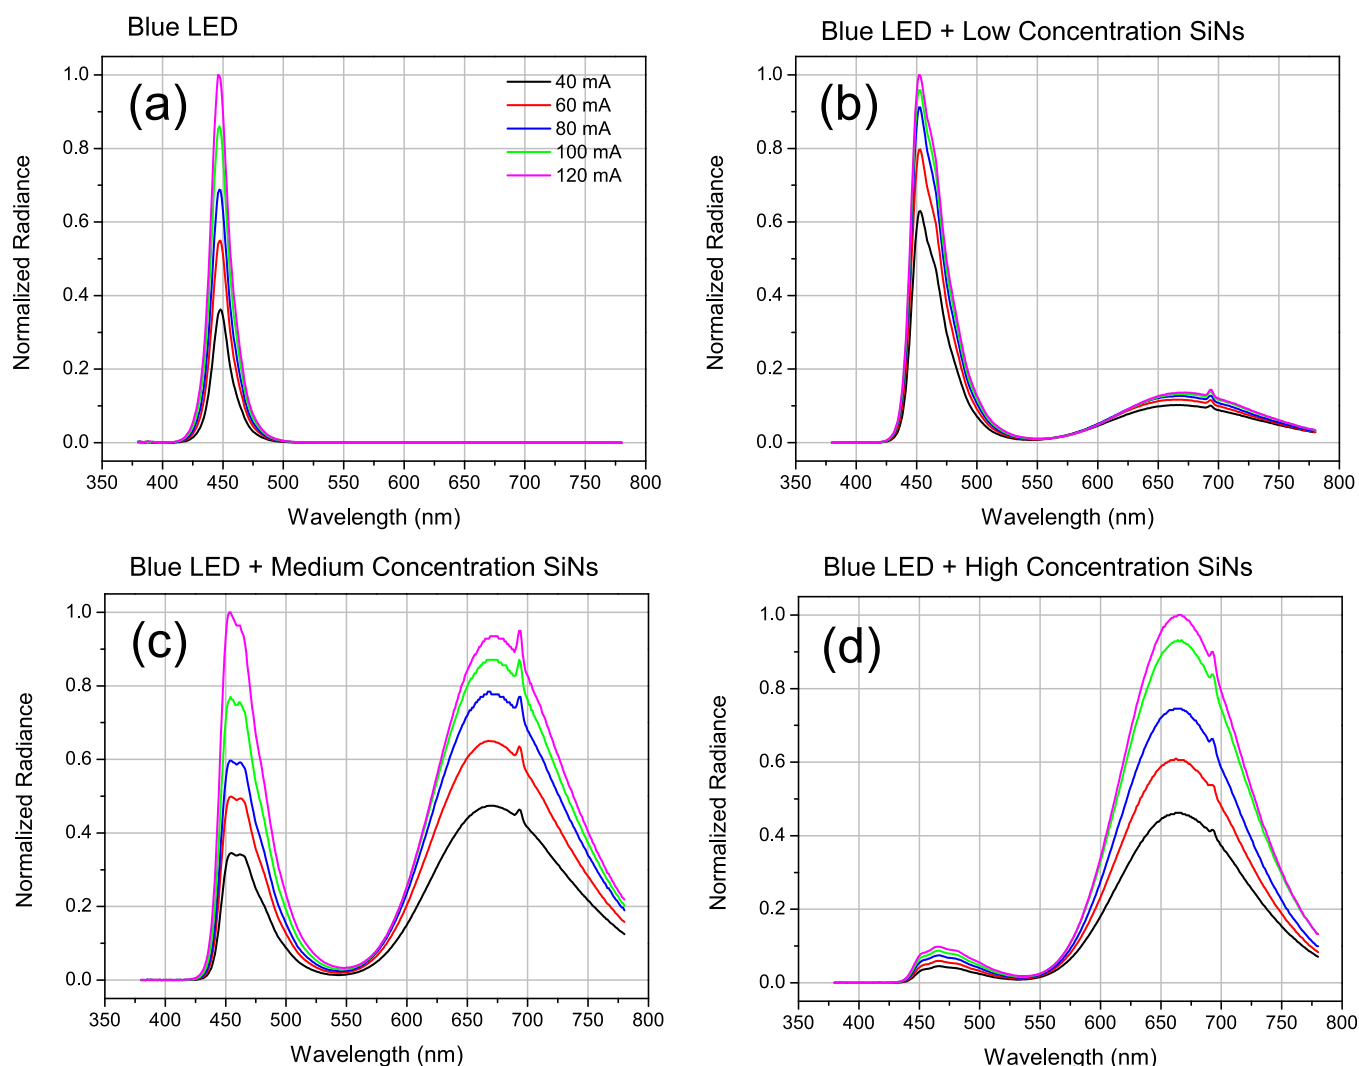 Blue LED
(a)
40 mA
60 mA
80 mA
100 mA
120 mA
Normalized Radiance
1.0
0.8
0.6
0.4
0.2
0.0
350 400 450 500 550 600 650 700 750 800
Wavelength (nm)
Blue LED + Low Concentration SiNs
(b)
Normalized Radiance
1.0
0.8
0.6
0.4
0.2
0.0
350 400 450 500 550 600 650 700 750 800
Wavelength (nm)
Blue LED + Medium Concentration SiNs
(c)
Normalized Radiance
1.0
0.8
0.6
0.4
0.2
0.0
350 400 450 500 550 600 650 700 750 800
Wavelength (nm)
Blue LED + High Concentration SiNs
(d)
Normalized Radiance
1.0
0.8
0.6
0.4
0.2
0.0
350 400 450 500 550 600 650 700 750 800
Wavelength (nm)